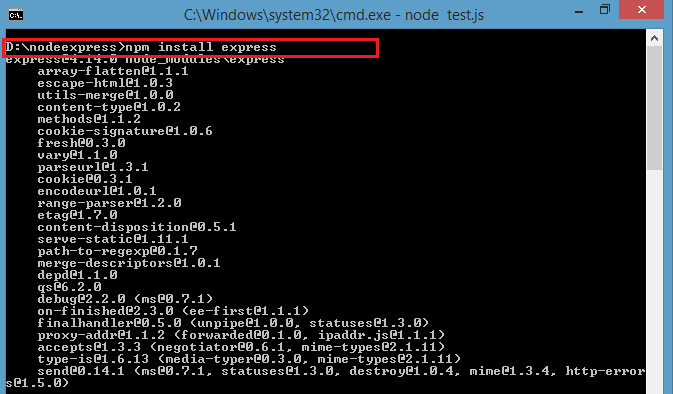 C:\Windows\system32\cmd.exe - node test.js
D:\nodeexpress>npm install express
express@4.14.0 node_modules\express
array-flatten@1.1.1
escape-html@1.0.3
utils-merge@1.0.0
content-type@1.0.2
methods@1.1.2
cookie-signature@1.0.6
fresh@0.3.0
vary@1.1.0
parseurl@1.3.1
cookie@0.3.1
encodeurl@1.0.1
range-parser@1.2.0
etag@1.7.0
content-disposition@0.5.1
serve-static@1.11.1
path-to-regexp@0.1.7
merge-descriptors@1.0.1
depd@1.1.0
qs@6.2.0
debug@2.2.0 (ms@0.7.1)
on-finished@2.3.0 (ee-first@1.1.1)
finalhandler@0.5.0 (unpipe@1.0.0, statuses@1.3.0)
proxy-addr@1.1.2 (forwarded@0.1.0, ipaddr.js@1.1.1)
accepts@1.3.3 (negotiator@0.6.1, mime-types@2.1.11)
type-is@1.6.13 (media-typer@0.3.0, mime-types@2.1.11)
send@0.14.1 (ms@0.7.1, statuses@1.3.0, destroy@1.0.4, mime@1.3.4, http-error
s@1.5.0)